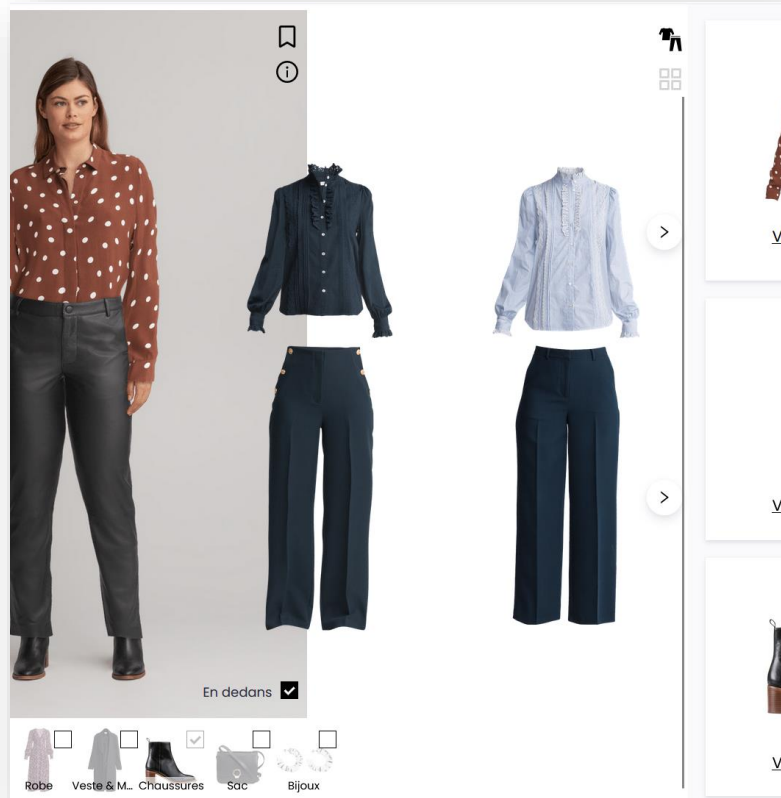 V
V
En dedans
Robe
Veste & M...
Chaussures
Sac
Bijoux
V